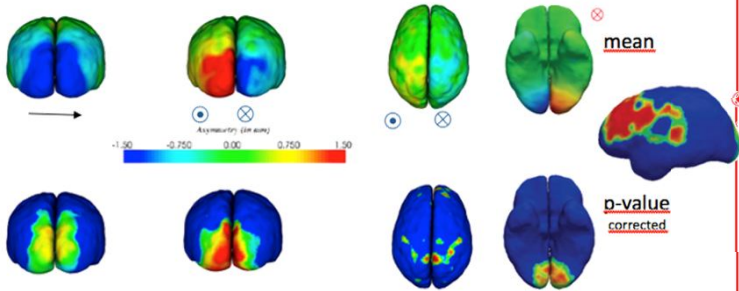 mean
Asymmetry (in mm)
-1.50 -0.750 0.00 0.750 1.50
p-value
corrected